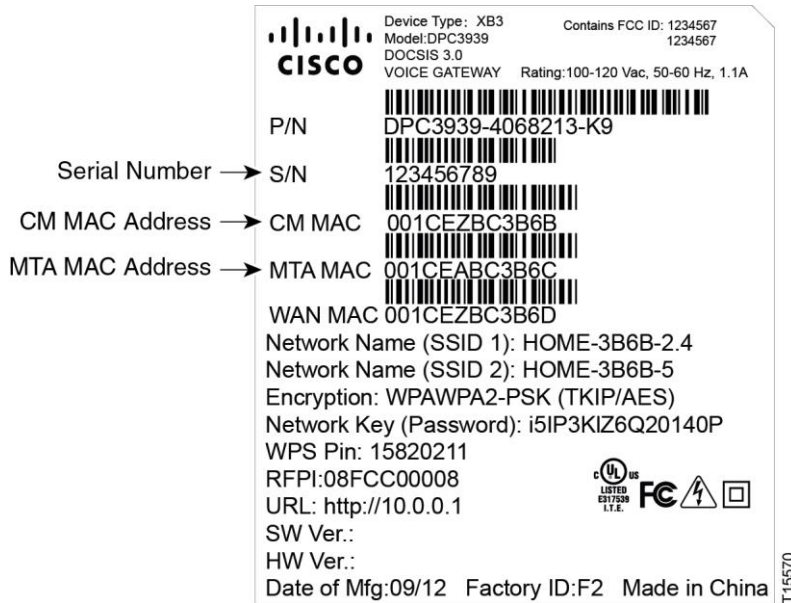 CISCO
Device Type: XB3
Model:DPC3939
DOCSIS 3.0
VOICE GATEWAY
Contains FCC ID: 1234567
1234567
Rating:100-120 Vac, 50-60 Hz, 1.1A
P/N DPC3939-4068213-K9
Serial Number S/N 123456789
CM MAC Address CM MAC 001CEZBC3B6B
MTA MAC Address MTA MAC 001CEABC3B6C
WAN MAC 001CEZBC3B6D
Network Name (SSID 1): HOME-3B6B-2.4
Network Name (SSID 2): HOME-3B6B-5
Encryption: WPAWPA2-PSK (TKIP/AES)
Network Key (Password): i5IP3KIZ6Q20140P
WPS Pin: 15820211
RFPI:08FCC00008
URL: http://10.0.0.1
SW Ver.:
HW Ver.:
Date of Mfg:09/12 Factory ID:F2 Made in China
C UL US
LISTED
E317539
I.T.E.
FC
T15570